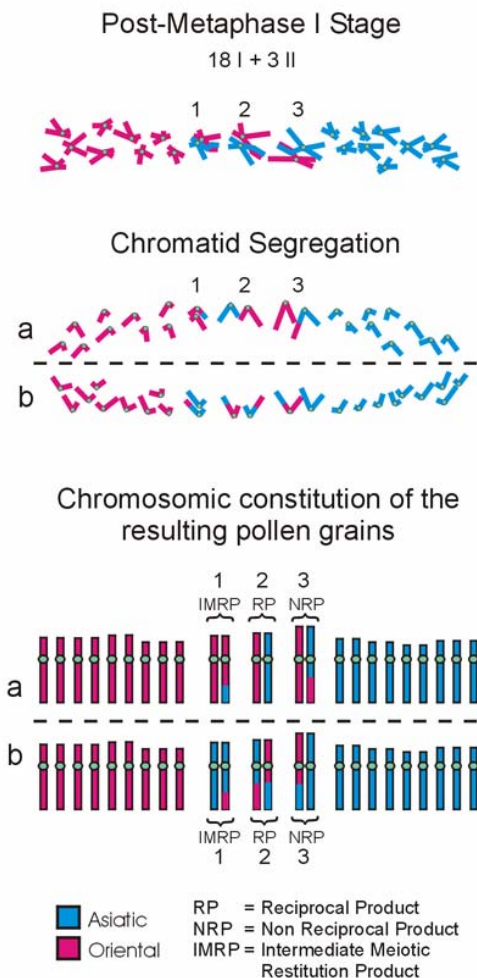 Post-Metaphase I Stage
18 I + 3 II
1 2 3
Chromatid Segregation
1 2 3
a
b
Chromosomic constitution of the
resulting pollen grains
1 2 3
IMRP RP NRP
a
b
IMRP RP NRP
1 2 3
Asiatic
Oriental
RP = Reciprocal Product
NRP = Non Reciprocal Product
IMRP = Intermediate Meiotic
Restitution Product